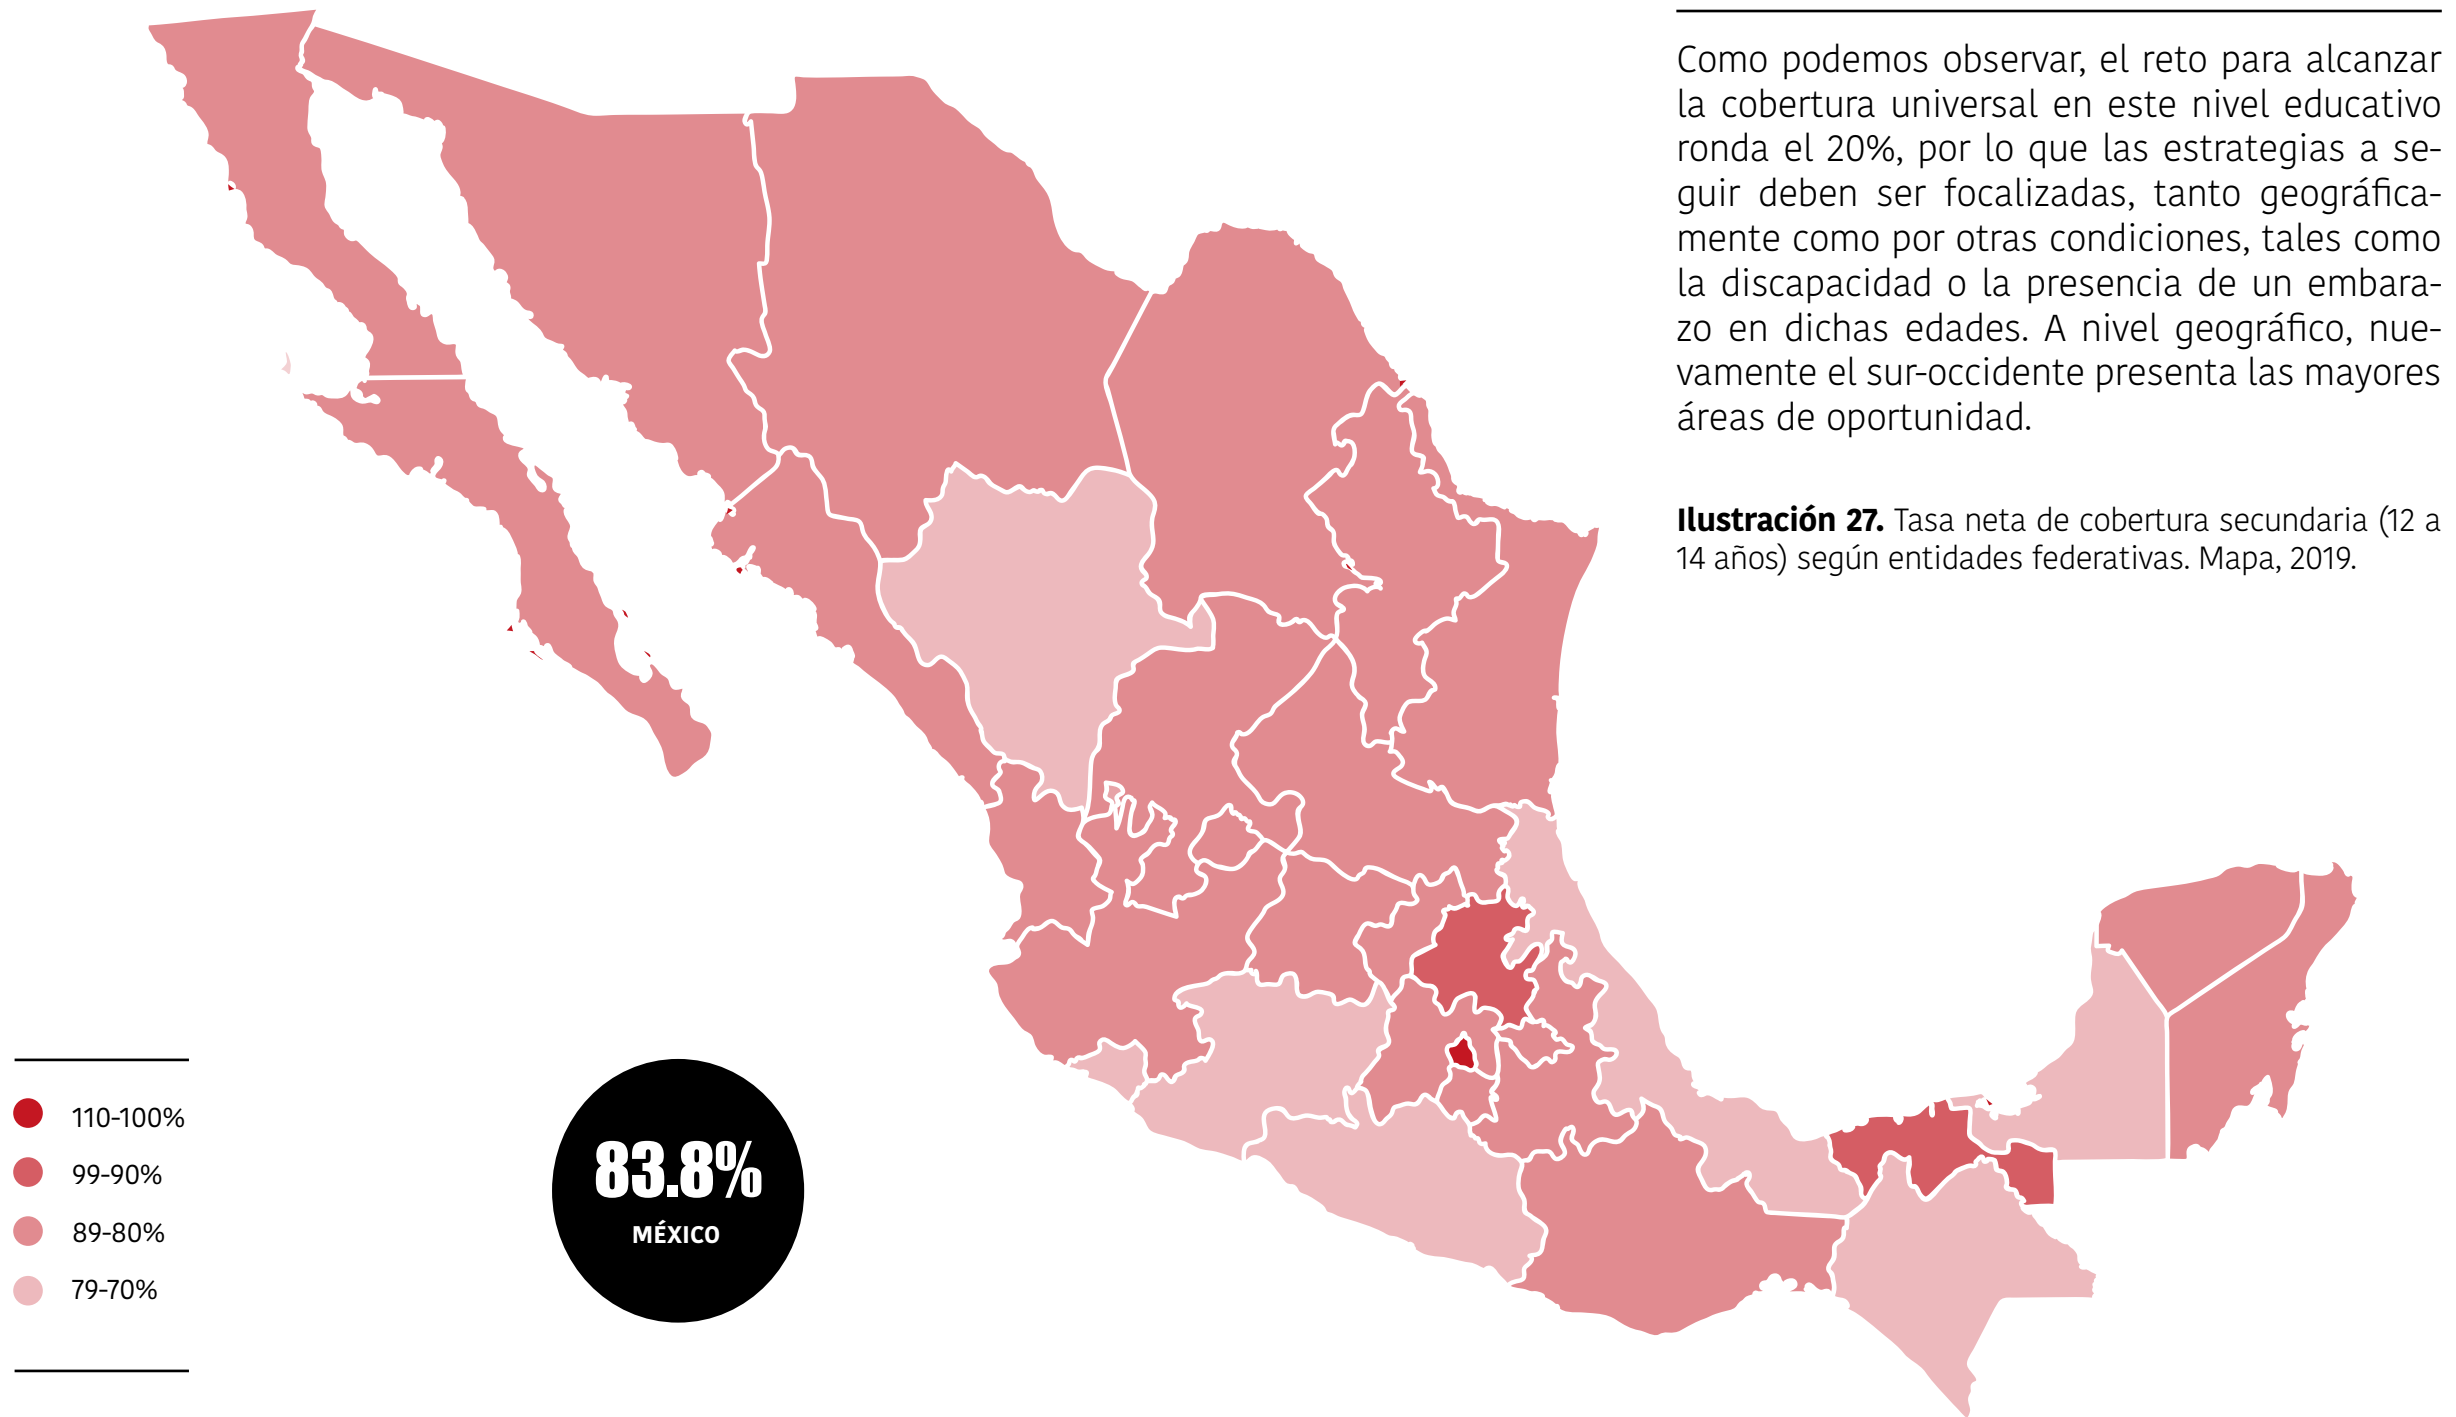 Como podemos observar, el reto para alcanzar
la cobertura universal en este nivel educativo
ronda el 20%, por lo que las estrategias a se-
guir deben ser focalizadas, tanto geográfica-
mente como por otras condiciones, tales como
la discapacidad o la presencia de un embara-
zo en dichas edades. A nivel geográfico, nue-
vamente el sur-occidente presenta las mayores
áreas de oportunidad.
Ilustración 27. Tasa neta de cobertura secundaria (12 a
14 años) según entidades federativas. Mapa, 2019.
110-100%
99-90%
89-80%
79-70%
83.8%
MÉXICO